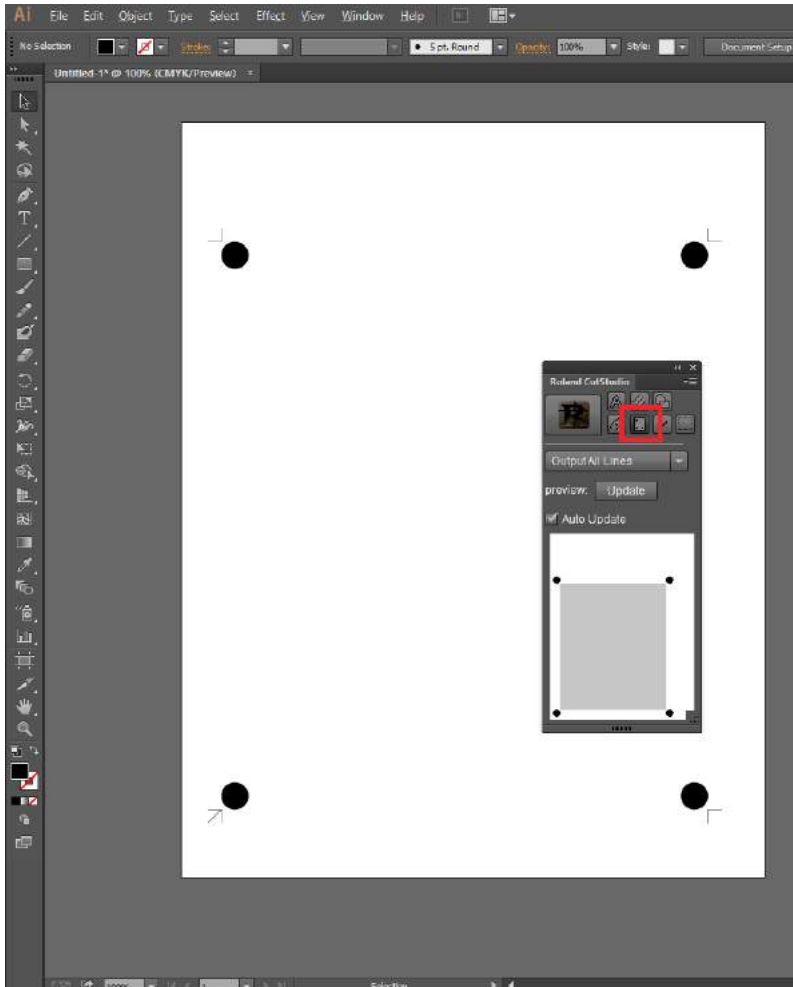 Ai File Edit Object Type Select Effect View Window Help
No Selection Stroke: 5 pt. Round Opacity: 100% Style: Document Setup
Untitled-1* @ 100% (CMYK/Preview) ×
Roland CutStudio
Output All Lines
preview: Update
Auto Update
Selection